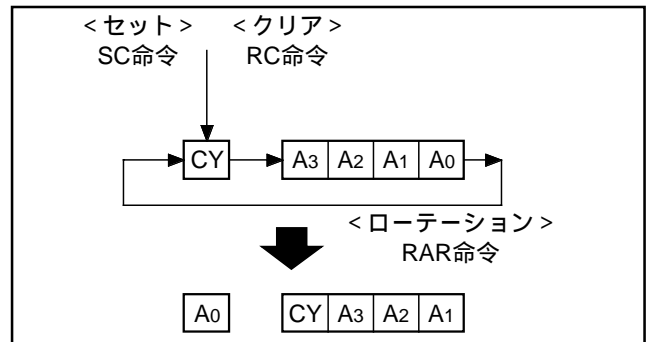 <セット> <クリア>
SC命令 RC命令
CY A3 A2 A1 A0
<ローテーション>
RAR命令
A0 CY A3 A2 A1